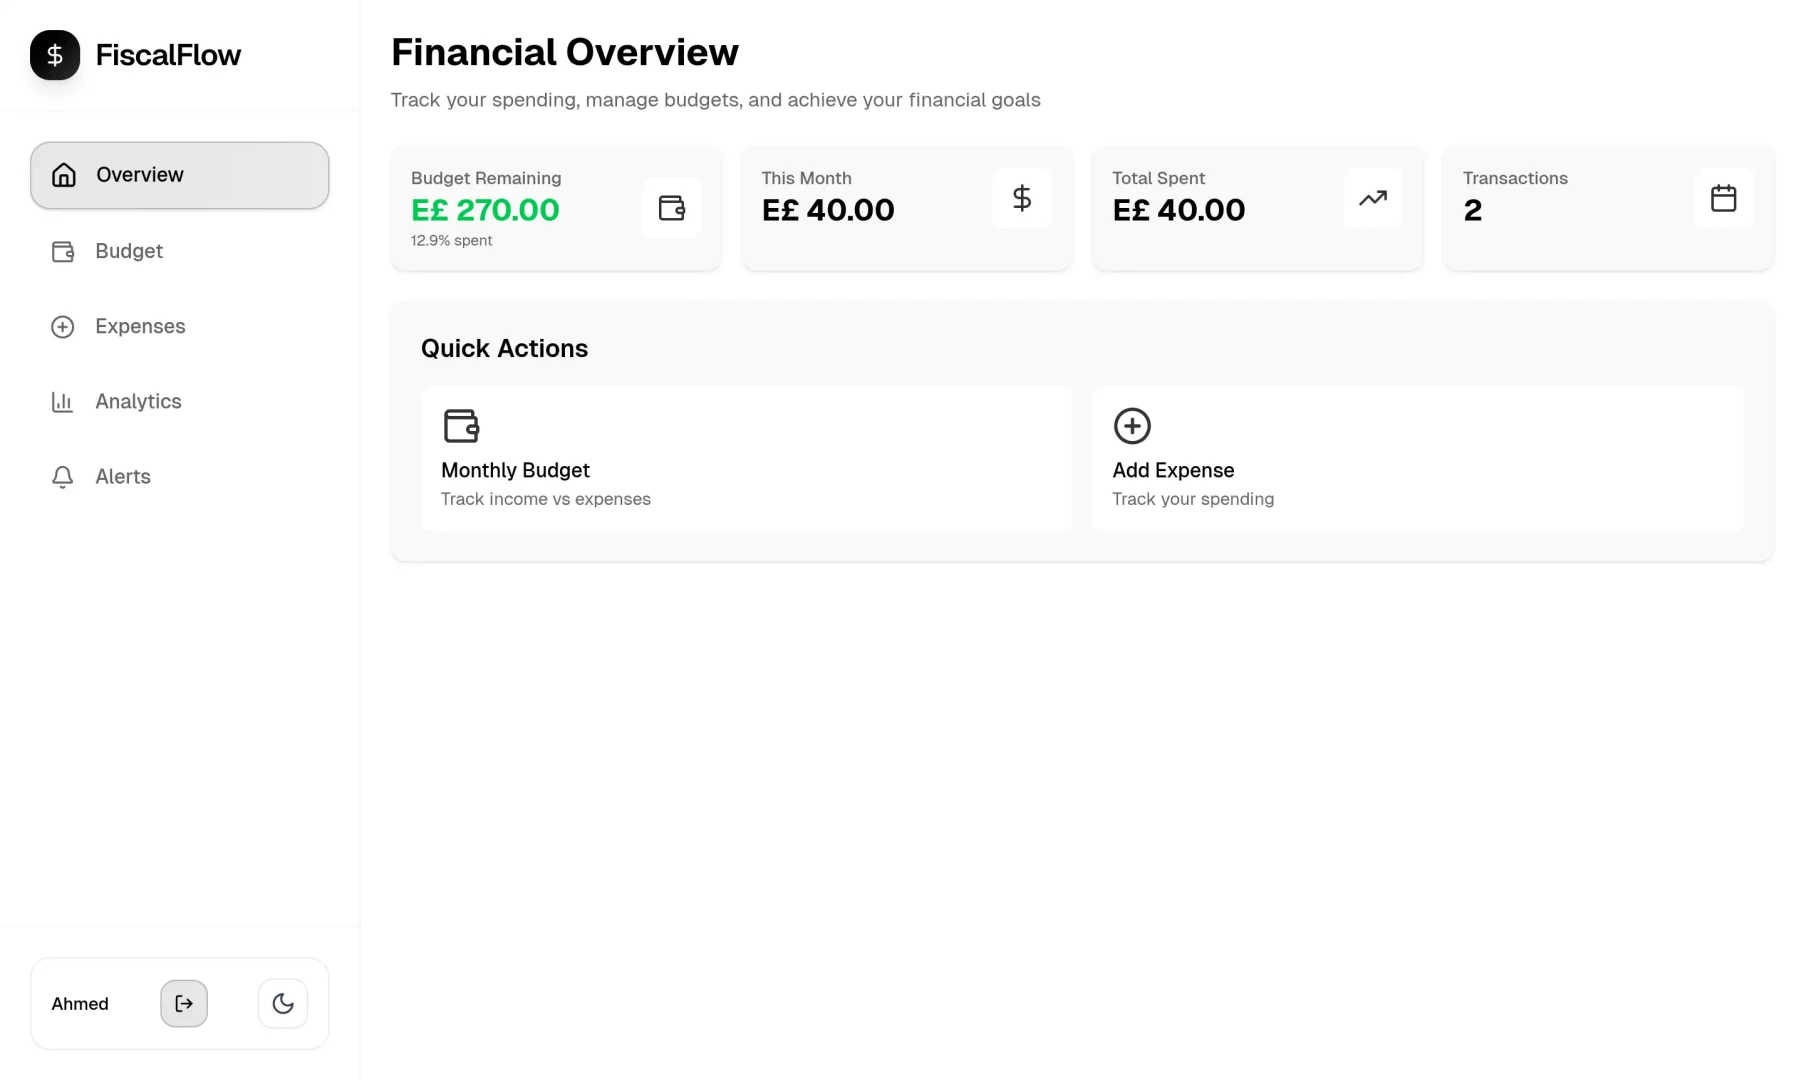 FiscalFlow
Overview
Budget
Expenses
Analytics
Alerts
Ahmed
Financial Overview
Track your spending, manage budgets, and achieve your financial goals
Budget Remaining
E£ 270.00
12.9% spent
This Month
E£ 40.00
Total Spent
E£ 40.00
Transactions
2
Quick Actions
Monthly Budget
Track income vs expenses
Add Expense
Track your spending